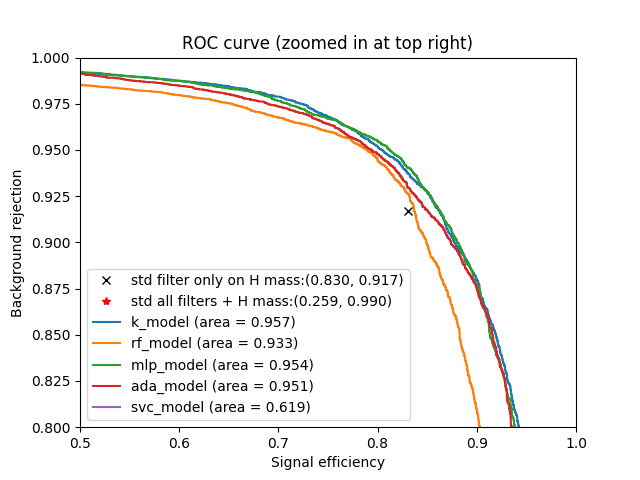 ROC curve (zoomed in at top right)
1.000
0.975
0.950
0.925
0.900
0.875
0.850
0.825
0.800
Background rejection
std filter only on H mass:(0.830, 0.917)
std all filters + H mass:(0.259, 0.990)
k_model (area = 0.957)
rf_model (area = 0.933)
mlp_model (area = 0.954)
ada_model (area = 0.951)
svc_model (area = 0.619)
0.5 0.6 0.7 0.8 0.9 1.0
Signal efficiency